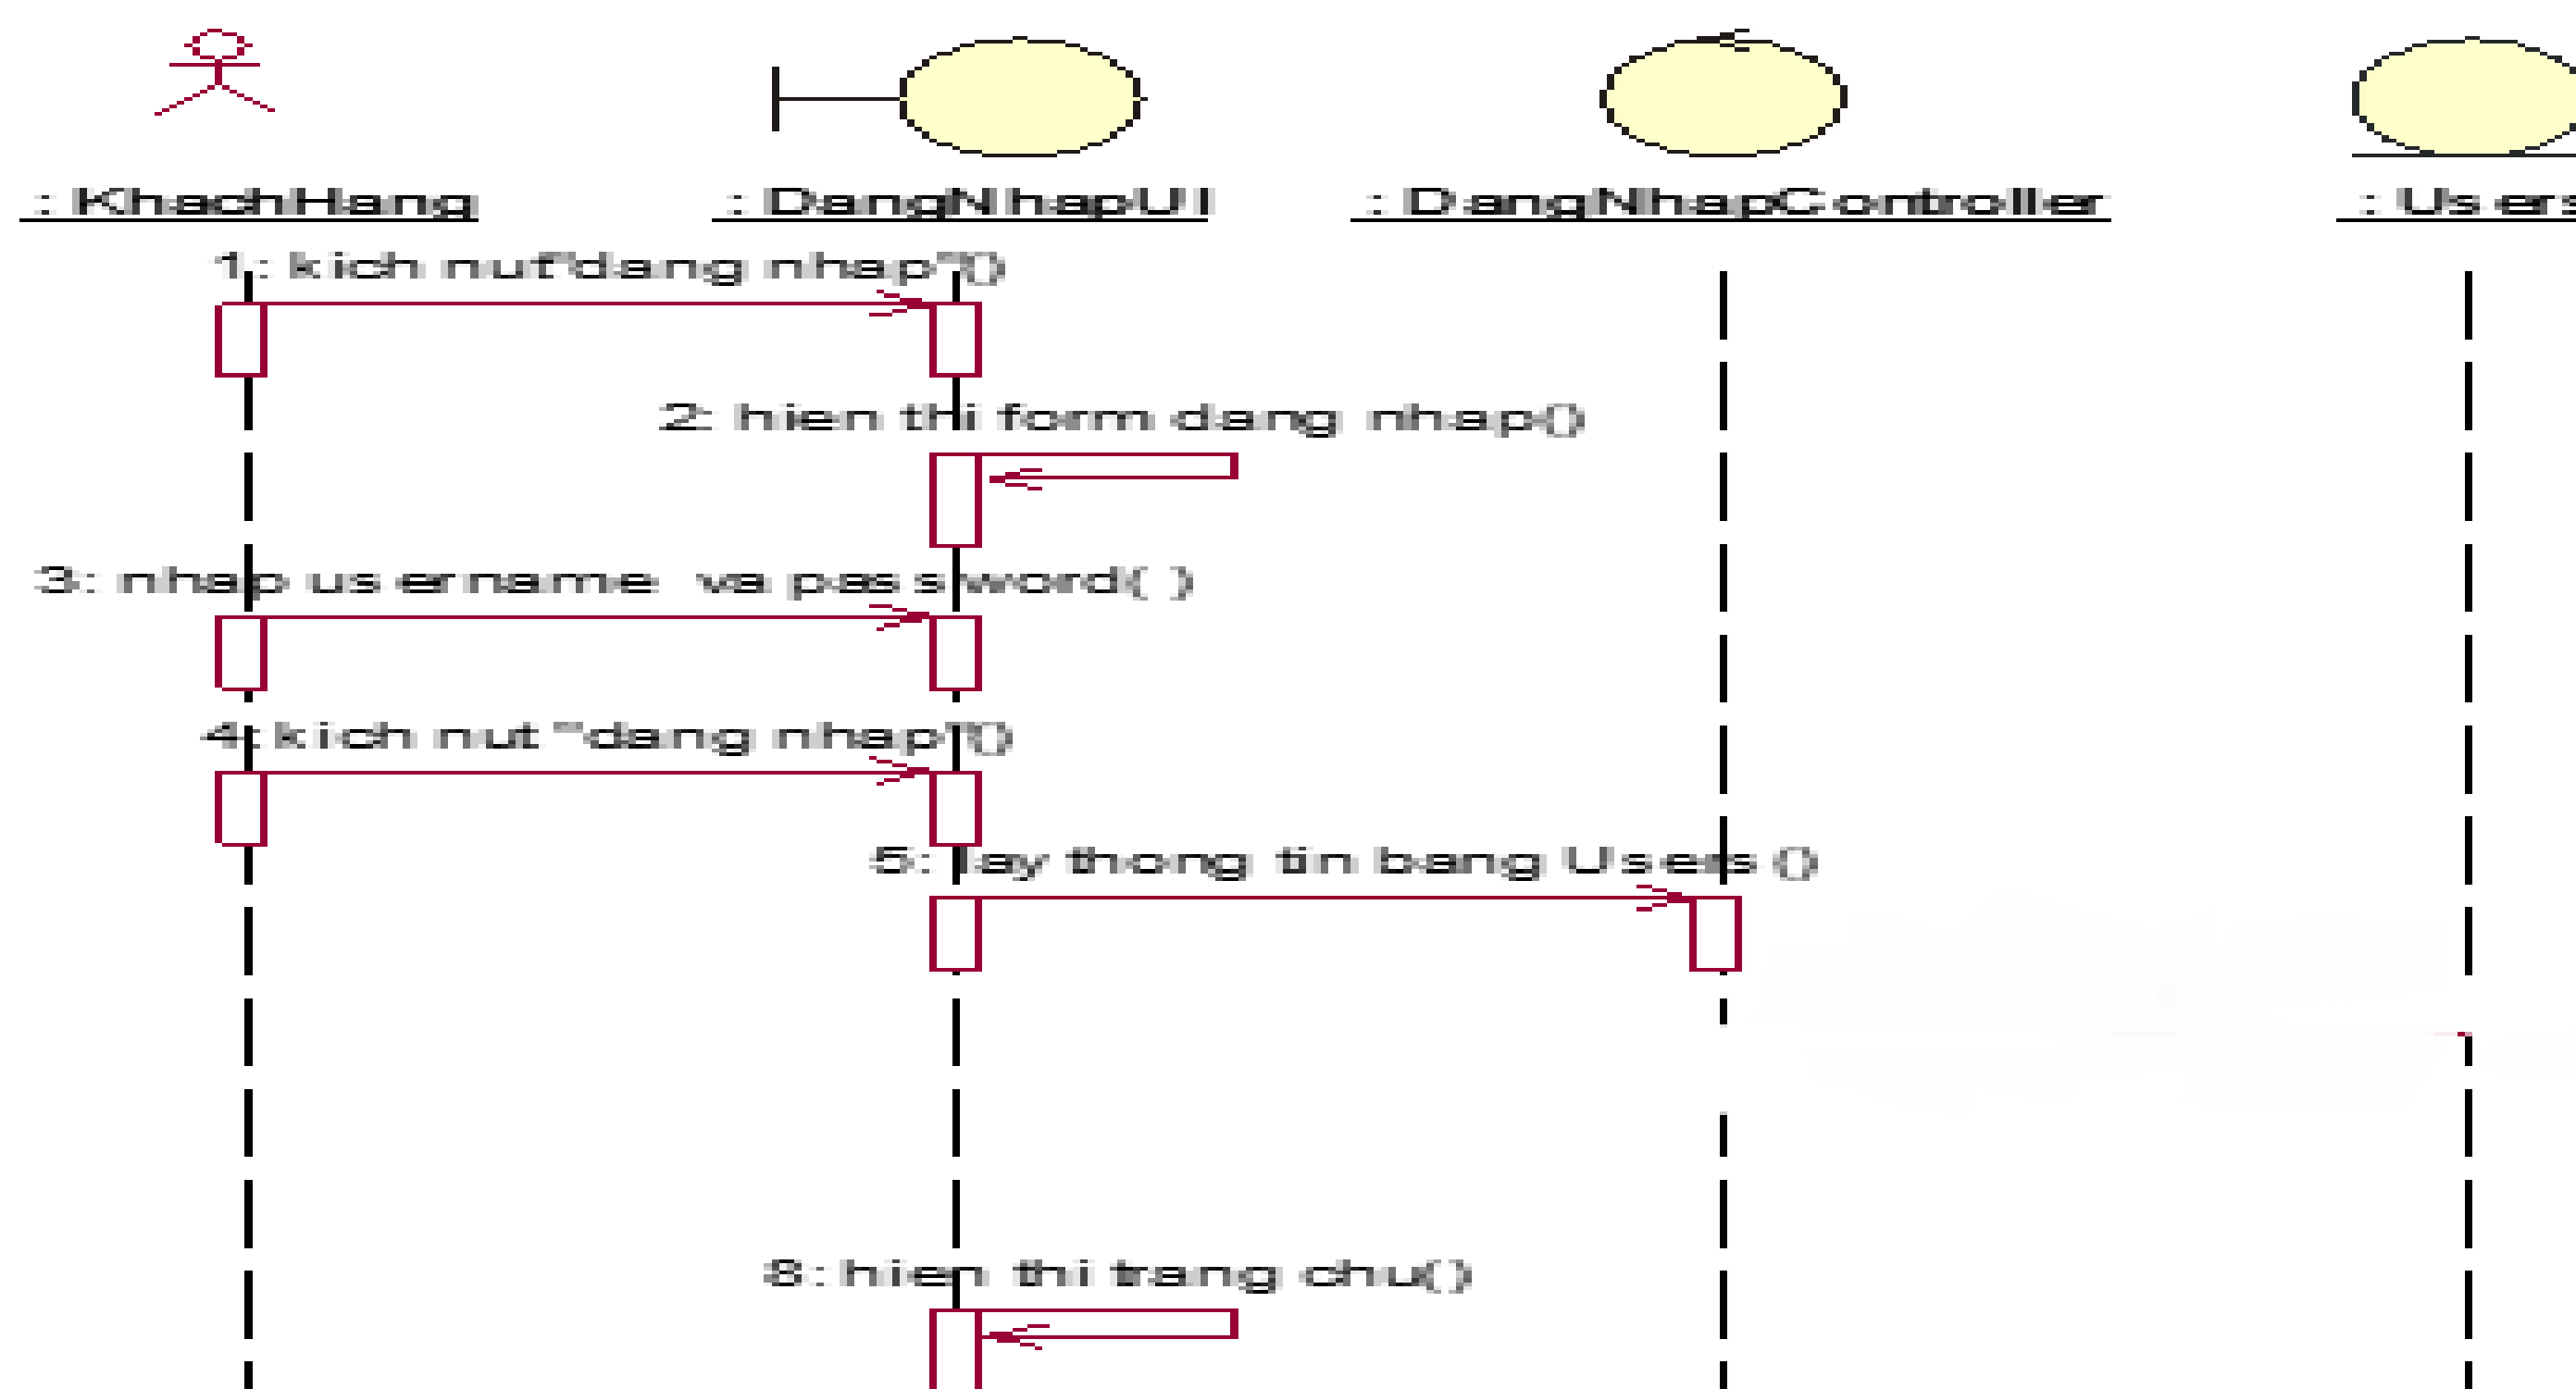 : KhachHang
: DangNhapUI
: DangNhapController
: Users
1: kich nut"dang nhap"()
2: hien thi form dang nhap()
3: nhap username va password( )
4: kich nut "dang nhap"()
5: lay thong tin bang Users ()
8: hien thi trang chu()